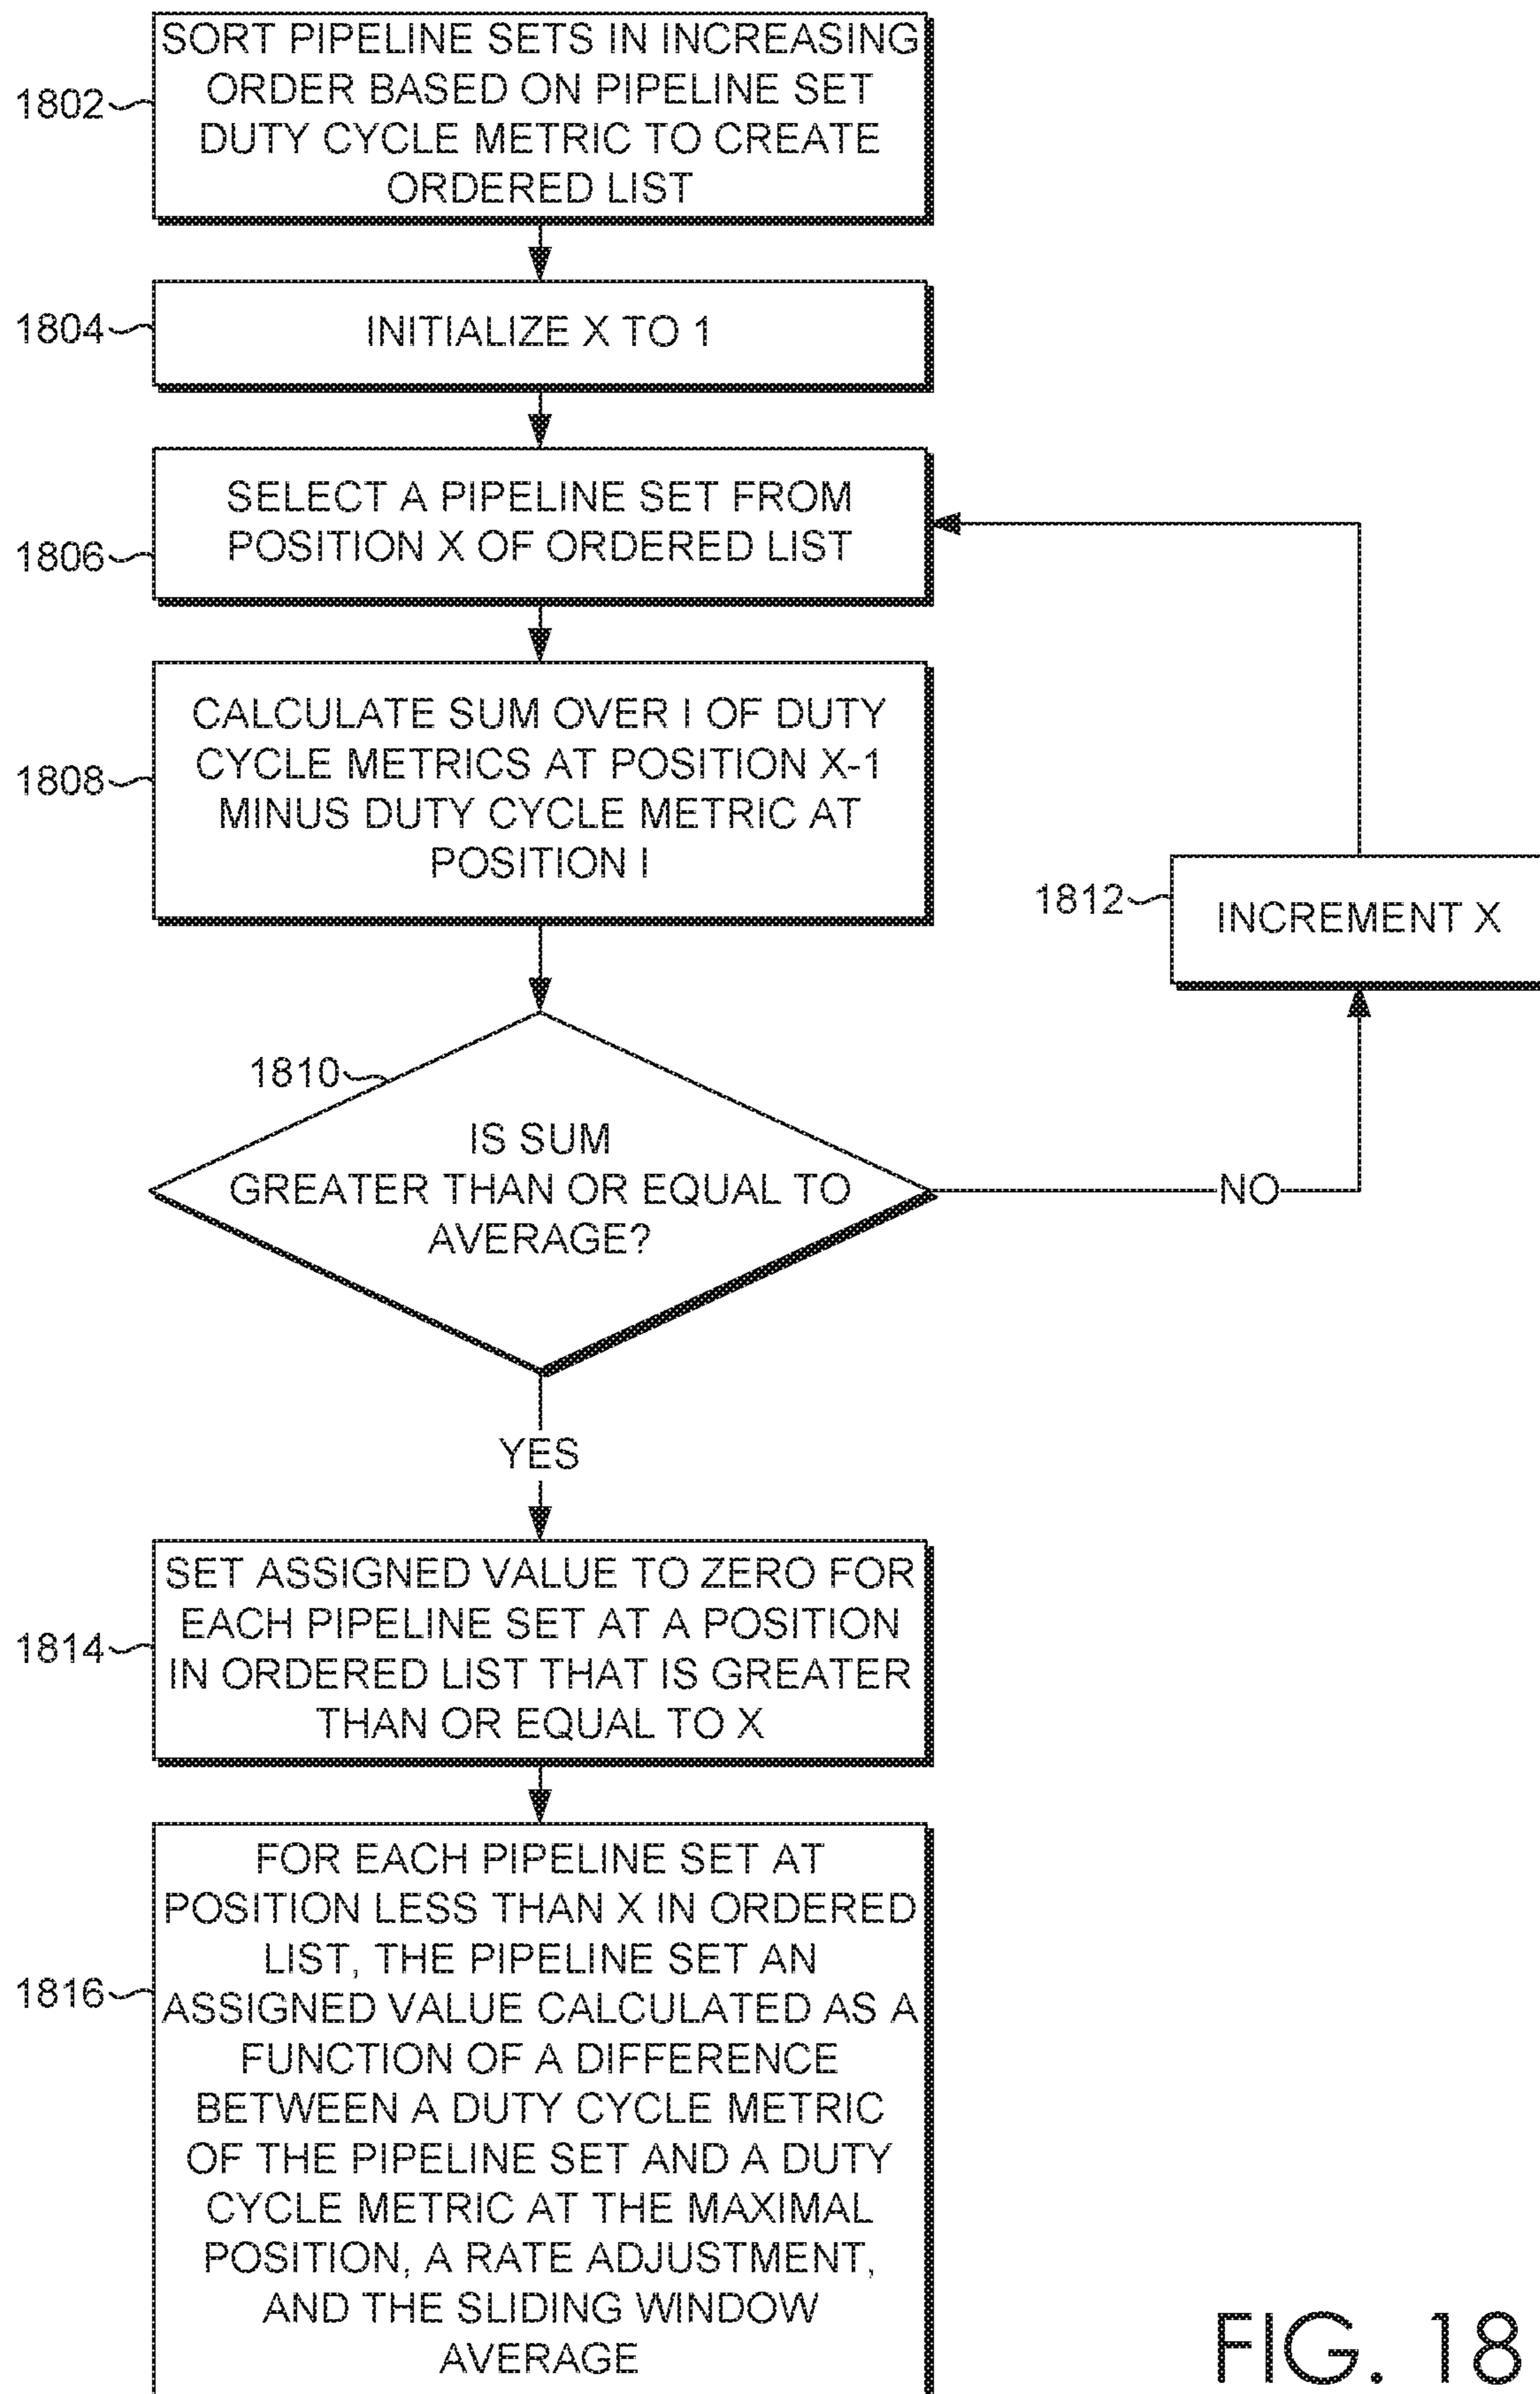 SORT PIPELINE SETS IN INCREASING
ORDER BASED ON PIPELINE SET
DUTY CYCLE METRIC TO CREATE
ORDERED LIST
1802
INITIALIZE X TO 1
1804
SELECT A PIPELINE SET FROM
POSITION X OF ORDERED LIST
1806
CALCULATE SUM OVER I OF DUTY
CYCLE METRICS AT POSITION X-1
MINUS DUTY CYCLE METRIC AT
POSITION I
1808
1812
INCREMENT X
1810
IS SUM
GREATER THAN OR EQUAL TO
AVERAGE?
NO
YES
SET ASSIGNED VALUE TO ZERO FOR
EACH PIPELINE SET AT A POSITION
IN ORDERED LIST THAT IS GREATER
THAN OR EQUAL TO X
1814
FOR EACH PIPELINE SET AT
POSITION LESS THAN X IN ORDERED
LIST, THE PIPELINE SET AN
ASSIGNED VALUE CALCULATED AS A
FUNCTION OF A DIFFERENCE
BETWEEN A DUTY CYCLE METRIC
OF THE PIPELINE SET AND A DUTY
CYCLE METRIC AT THE MAXIMAL
POSITION, A RATE ADJUSTMENT,
AND THE SLIDING WINDOW
AVERAGE
1816
FIG. 18